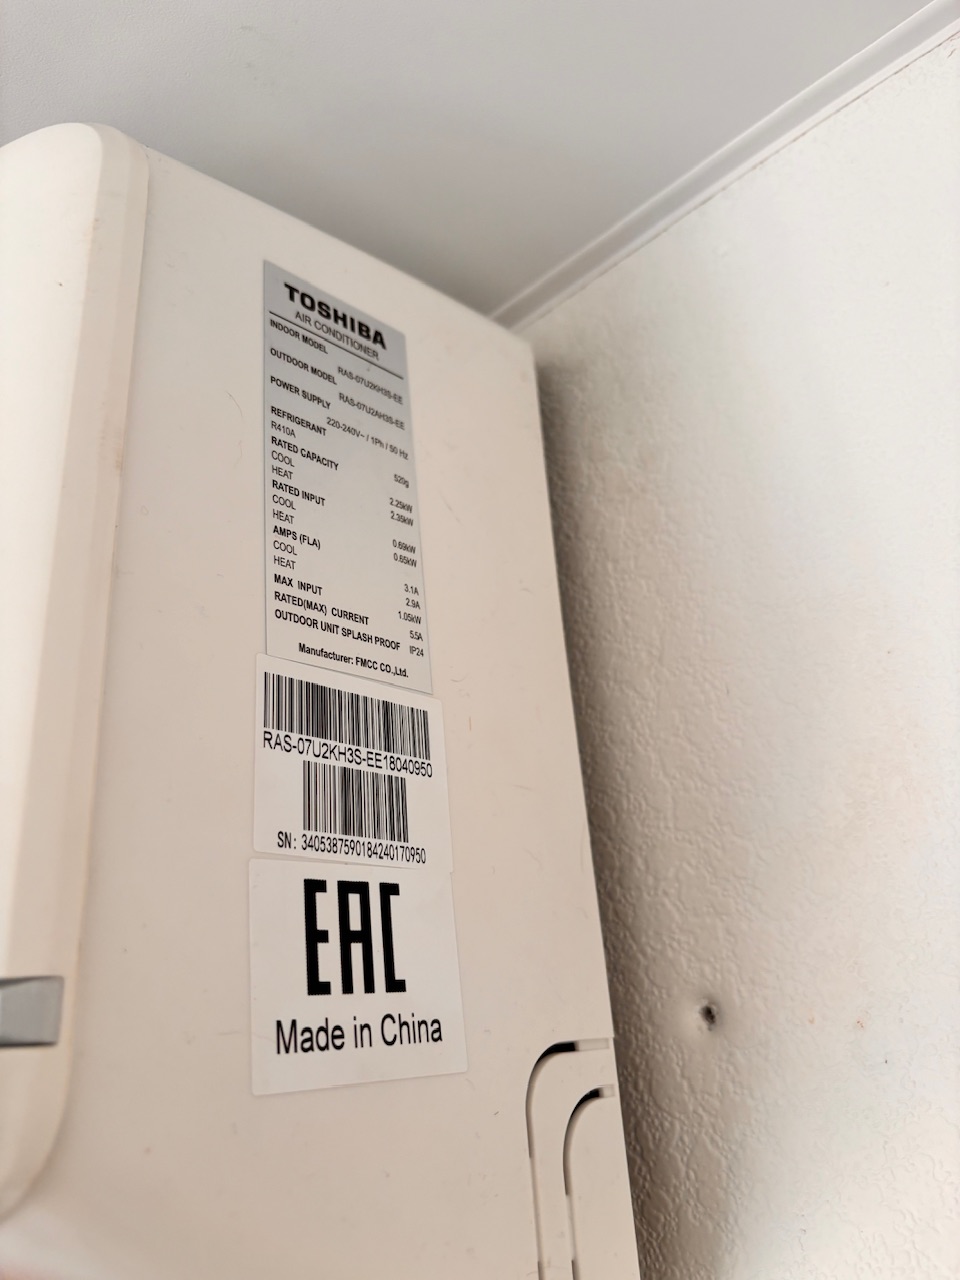 TOSHIBA
AIR CONDITIONER
INDOOR MODEL RAS-07U2KH3S-EE
OUTDOOR MODEL RAS-07U2AH3S-EE
POWER SUPPLY 220-240V~ / 1Ph / 50 Hz
REFRIGERANT
R410A 520g
RATED CAPACITY
COOL 2.25kW
HEAT 2.35kW
RATED INPUT
COOL 0.69kW
HEAT 0.65kW
AMPS (FLA)
COOL 3.1A
HEAT 2.9A
MAX INPUT 1.05kW
RATED(MAX) CURRENT 5.5A
OUTDOOR UNIT SPLASH PROOF IP24
Manufacturer: FMCC CO.,Ltd.
RAS-07U2KH3S-EE18040950
SN: 3405387590184240170950
EAC
Made in China